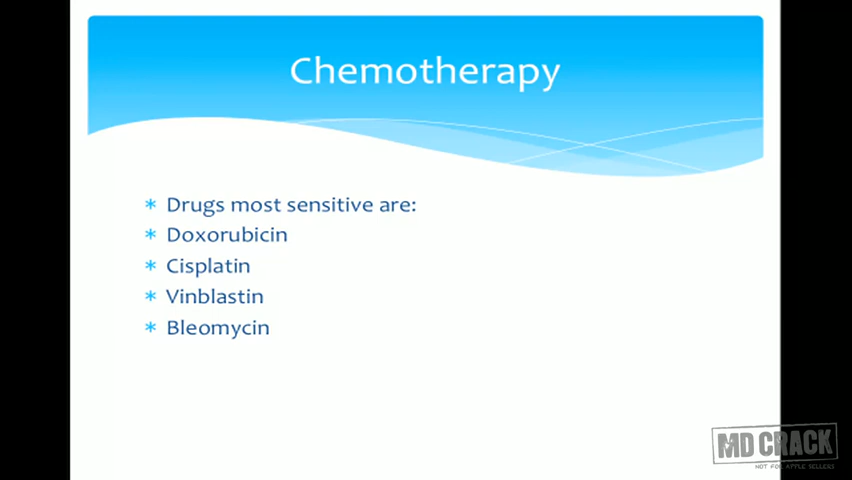 Chemotherapy
* Drugs most sensitive are:
* Doxorubicin
* Cisplatin
* Vinblastin
* Bleomycin
MD CRACK
NOT FOR APPLE SELLERS